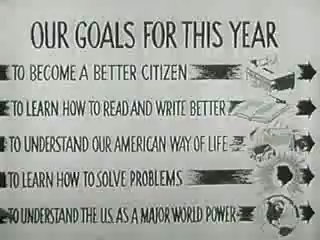 OUR GOALS FOR THIS YEAR
TO BECOME A BETTER CITIZEN
TO LEARN HOW TO READ AND WRITE BETTER
TO UNDERSTAND OUR AMERICAN WAY OF LIFE
TO LEARN HOW TO SOLVE PROBLEMS
TO UNDERSTAND THE U.S. AS A MAJOR WORLD POWER